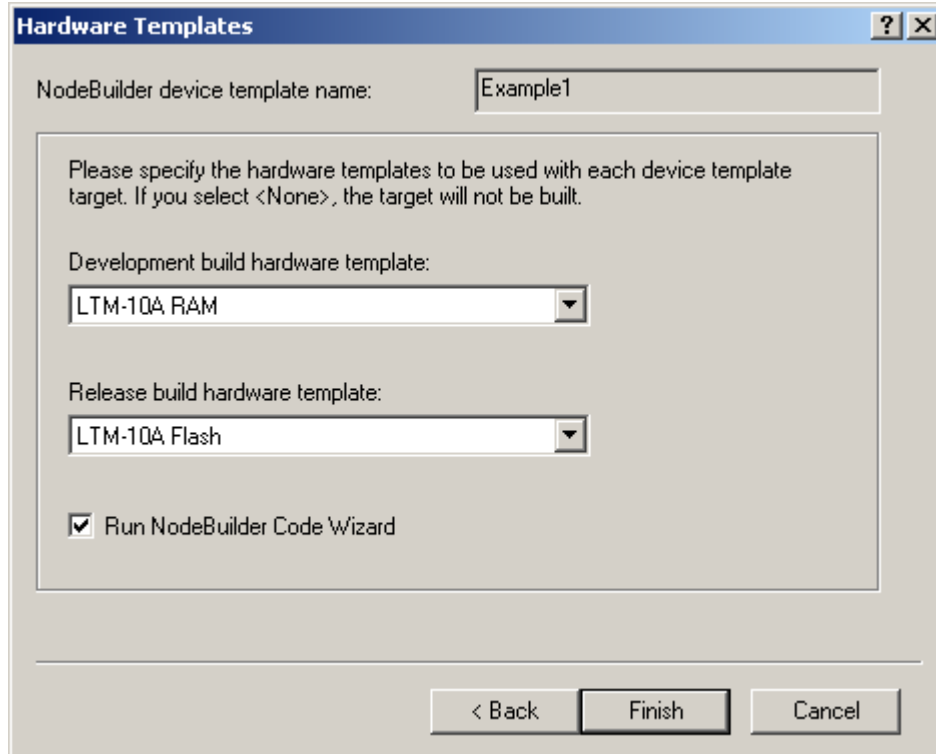 Hardware Templates
NodeBuilder device template name:
Example1
Please specify the hardware templates to be used with each device template
target. If you select <None>, the target will not be built.
Development build hardware template:
LTM-10A RAM
Release build hardware template:
LTM-10A Flash
Run NodeBuilder Code Wizard
< Back
Finish
Cancel